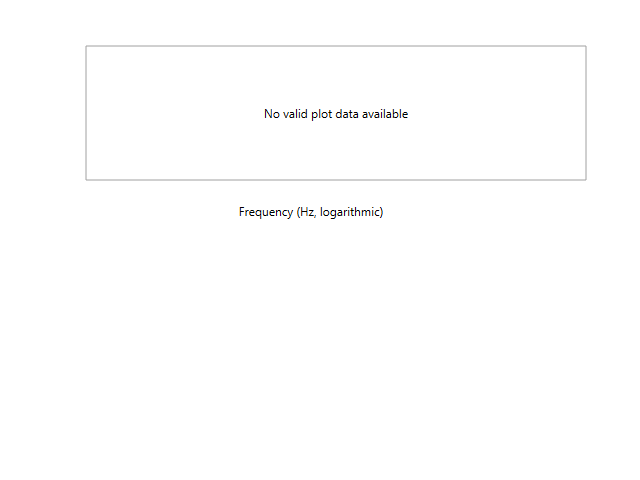 No valid plot data available
Frequency (Hz, logarithmic)